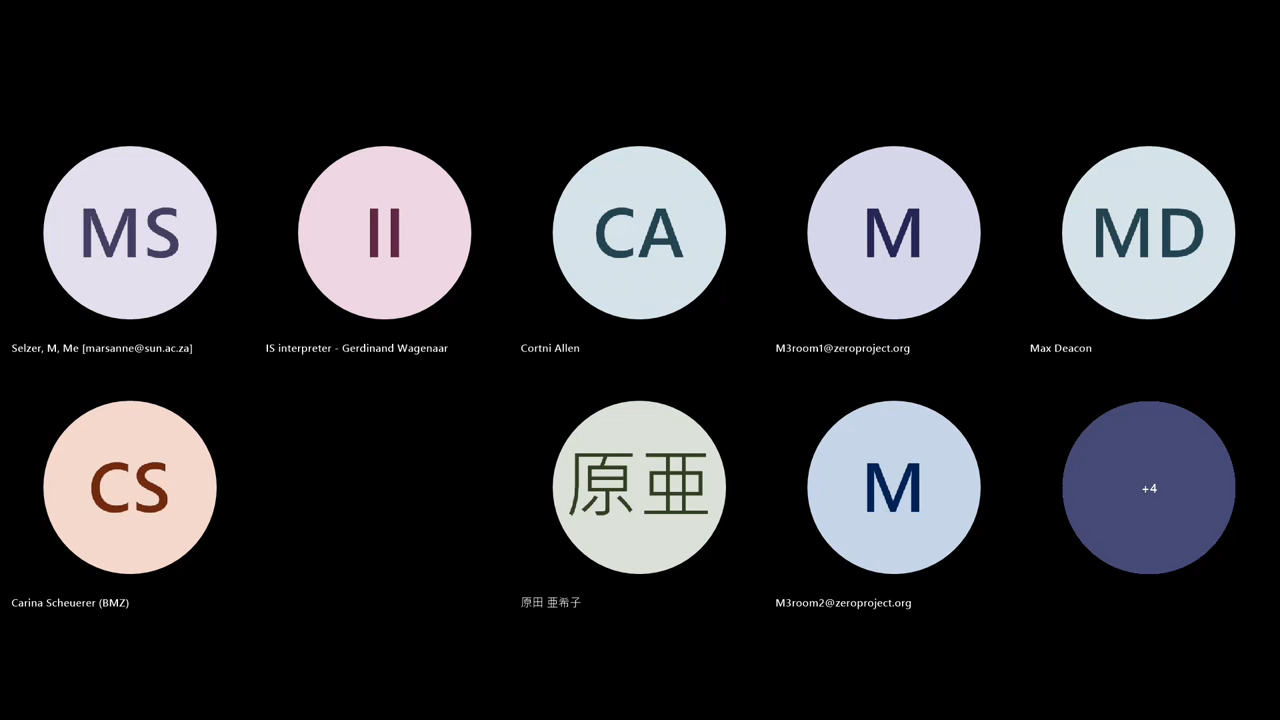 MS
II
CA
M
MD
Selzer, M, Me [marsanne@sun.ac.za]
IS interpreter - Gerdinand Wagenaar
Cortni Allen
M3room1@zeroproject.org
Max Deacon
CS
原亜
M
+4
Carina Scheuerer (BMZ)
原田 亜希子
M3room2@zeroproject.org